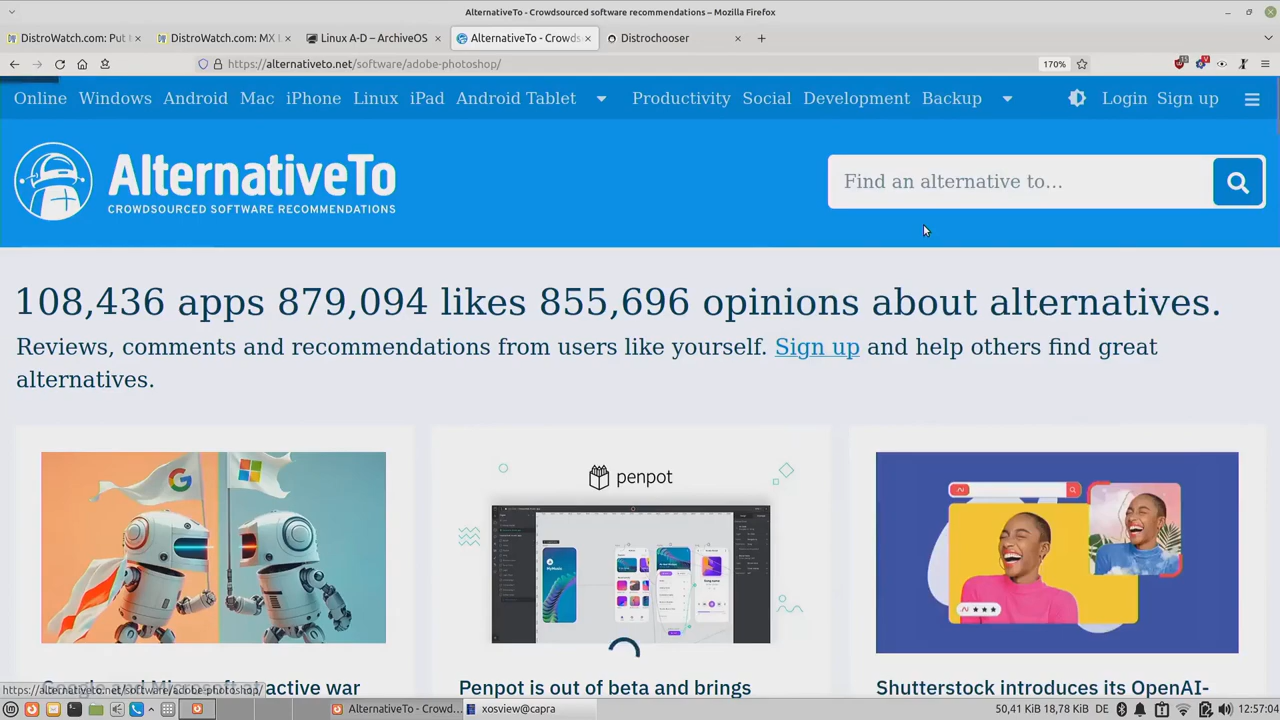 AlternativeTo - Crowdsourced software recommendations – Mozilla Firefox
DistroWatch.com: Put
DistroWatch.com: MX L
Linux A-D – ArchiveOS
AlternativeTo - Crowds
Distrochooser
https://alternativeto.net/software/adobe-photoshop/
170%
Online Windows Android Mac iPhone Linux iPad Android Tablet Productivity Social Development Backup Login Sign up
AlternativeTo
CROWDSOURCED SOFTWARE RECOMMENDATIONS
Find an alternative to...
108,436 apps 879,094 likes 855,696 opinions about alternatives.
Reviews, comments and recommendations from users like yourself. Sign up and help others find great
alternatives.
penpot
https://alternativeto.net/software/adobe-photoshop/
active war
Penpot is out of beta and brings
Shutterstock introduces its OpenAI-
AlternativeTo - Crowd...
xosview@capra
50,41 KiB 18,78 KiB DE 12:57:04